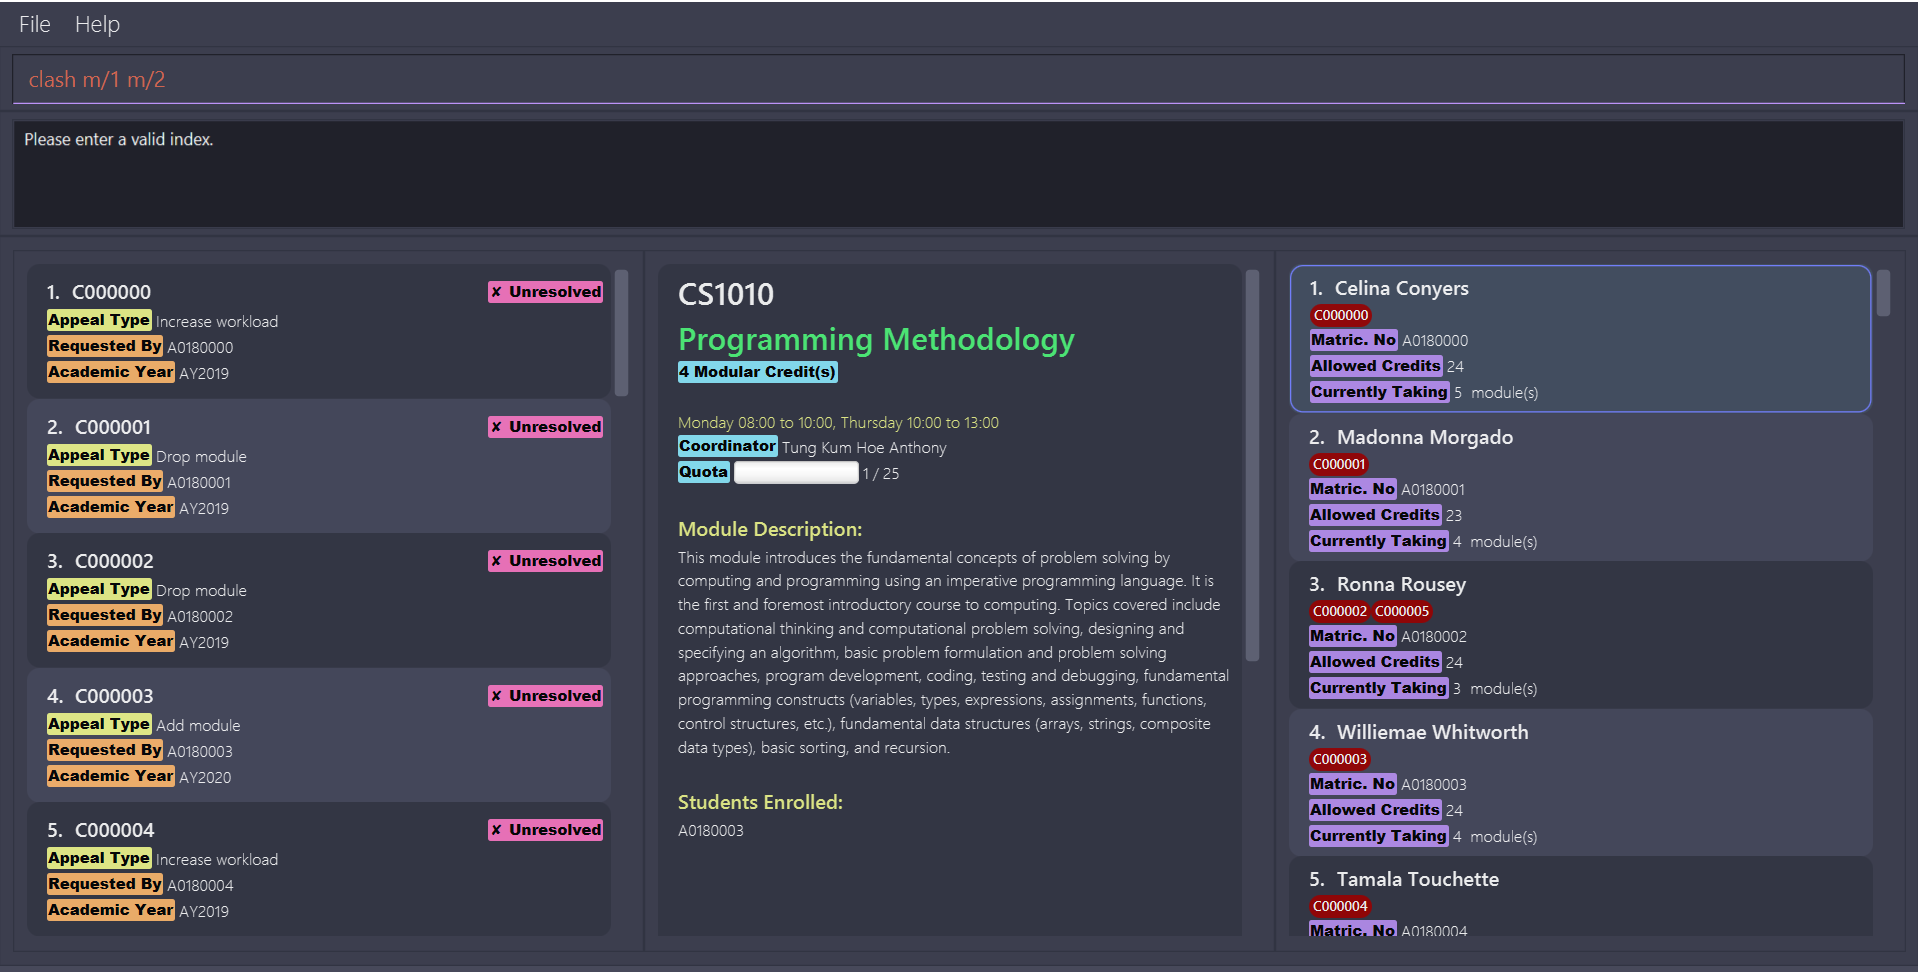 File Help
clash m/1 m/2
Please enter a valid index.
1. C000000
✘ Unresolved
Appeal Type Increase workload
Requested By A0180000
Academic Year AY2019
2. C000001
✘ Unresolved
Appeal Type Drop module
Requested By A0180001
Academic Year AY2019
3. C000002
✘ Unresolved
Appeal Type Drop module
Requested By A0180002
Academic Year AY2019
4. C000003
✘ Unresolved
Appeal Type Add module
Requested By A0180003
Academic Year AY2020
5. C000004
✘ Unresolved
Appeal Type Increase workload
Requested By A0180004
Academic Year AY2019
CS1010
Programming Methodology
4 Modular Credit(s)
Monday 08:00 to 10:00, Thursday 10:00 to 13:00
Coordinator Tung Kum Hoe Anthony
Quota 1 / 25
Module Description:
This module introduces the fundamental concepts of problem solving by
computing and programming using an imperative programming language. It is
the first and foremost introductory course to computing. Topics covered include
computational thinking and computational problem solving, designing and
specifying an algorithm, basic problem formulation and problem solving
approaches, program development, coding, testing and debugging, fundamental
programming constructs (variables, types, expressions, assignments, functions,
control structures, etc.), fundamental data structures (arrays, strings, composite
data types), basic sorting, and recursion.
Students Enrolled:
A0180003
1. Celina Conyers
C000000
Matric. No A0180000
Allowed Credits 24
Currently Taking 5 module(s)
2. Madonna Morgado
C000001
Matric. No A0180001
Allowed Credits 23
Currently Taking 4 module(s)
3. Ronna Rousey
C000002 C000005
Matric. No A0180002
Allowed Credits 24
Currently Taking 3 module(s)
4. Williemae Whitworth
C000003
Matric. No A0180003
Allowed Credits 24
Currently Taking 4 module(s)
5. Tamala Touchette
C000004
Matric. No A0180004